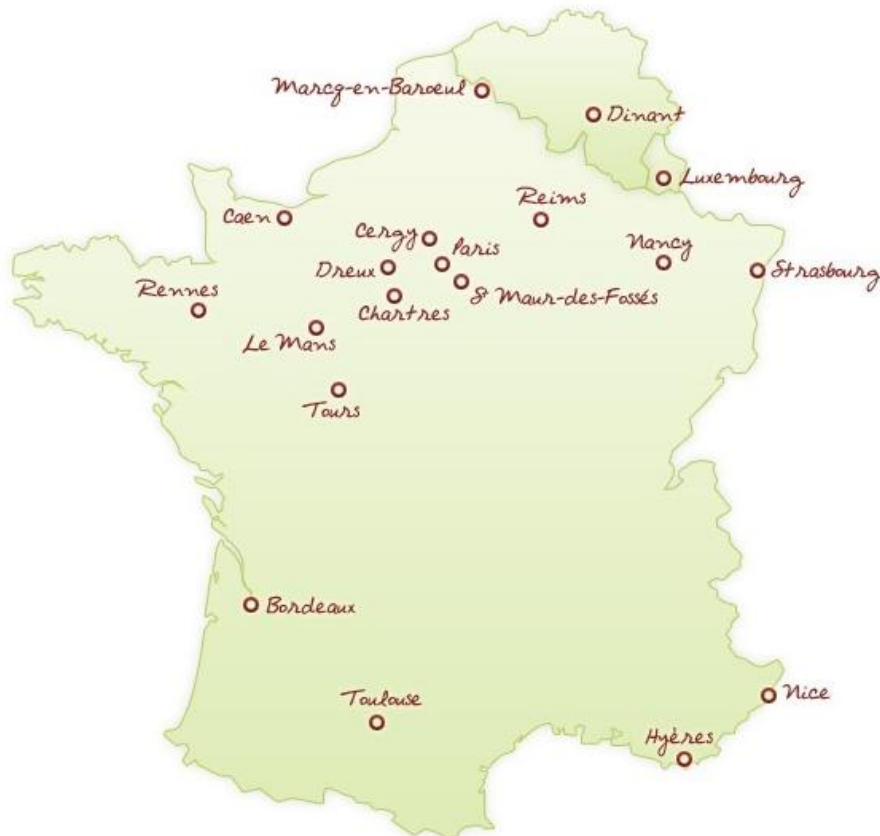 Marcq-en-Baroeul
Dinant
Luxembourg
Reims
Caen
Cergy
Paris
Nancy
Dreux
Strasbourg
Rennes
St Maur-des-Fossés
Chartres
Le Mans
Tours
Bordeaux
Toulouse
Nice
Hyères